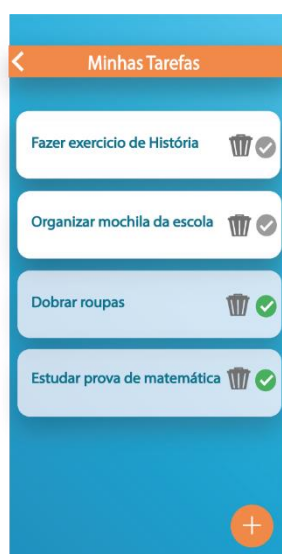 Minhas Tarefas
Fazer exercicio de História
Organizar mochila da escola
Dobrar roupas
Estudar prova de matemática